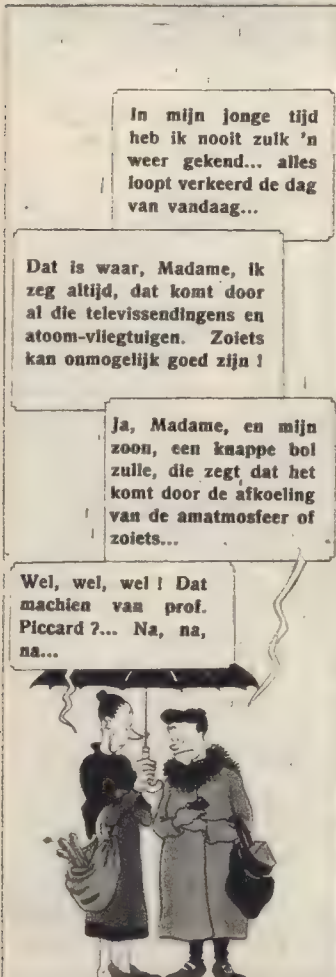 In mijn jonge tijd
heb ik nooit zulk 'n
weer gekend... alles
loopt verkeerd de dag
van vandaag...
Dat is waar, Madame, ik
zeg altijd, dat komt door
al die televissendingens en
atoom-vliegtuigen. Zoiets
kan onmogelijk goed zijn !
Ja, Madame, en mijn
zoon, een knappe bol
zulle, die zegt dat het
komt door de afkoeling
van de amatmosfeer of
zoiets...
Wel, wel, wel ! Dat
machien van prof.
Piccard ?... Na, na,
na...